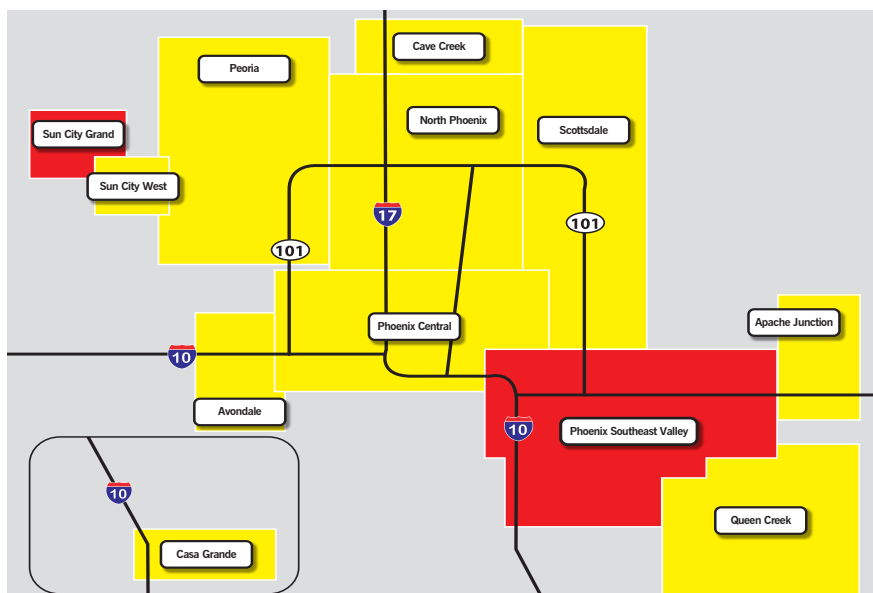 Cave Creek
Peoria
North Phoenix
Scottsdale
Sun City Grand
Sun City West
17
101
101
Phoenix Central
Apache Junction
10
Avondale
10
Phoenix Southeast Valley
10
Queen Creek
Casa Grande